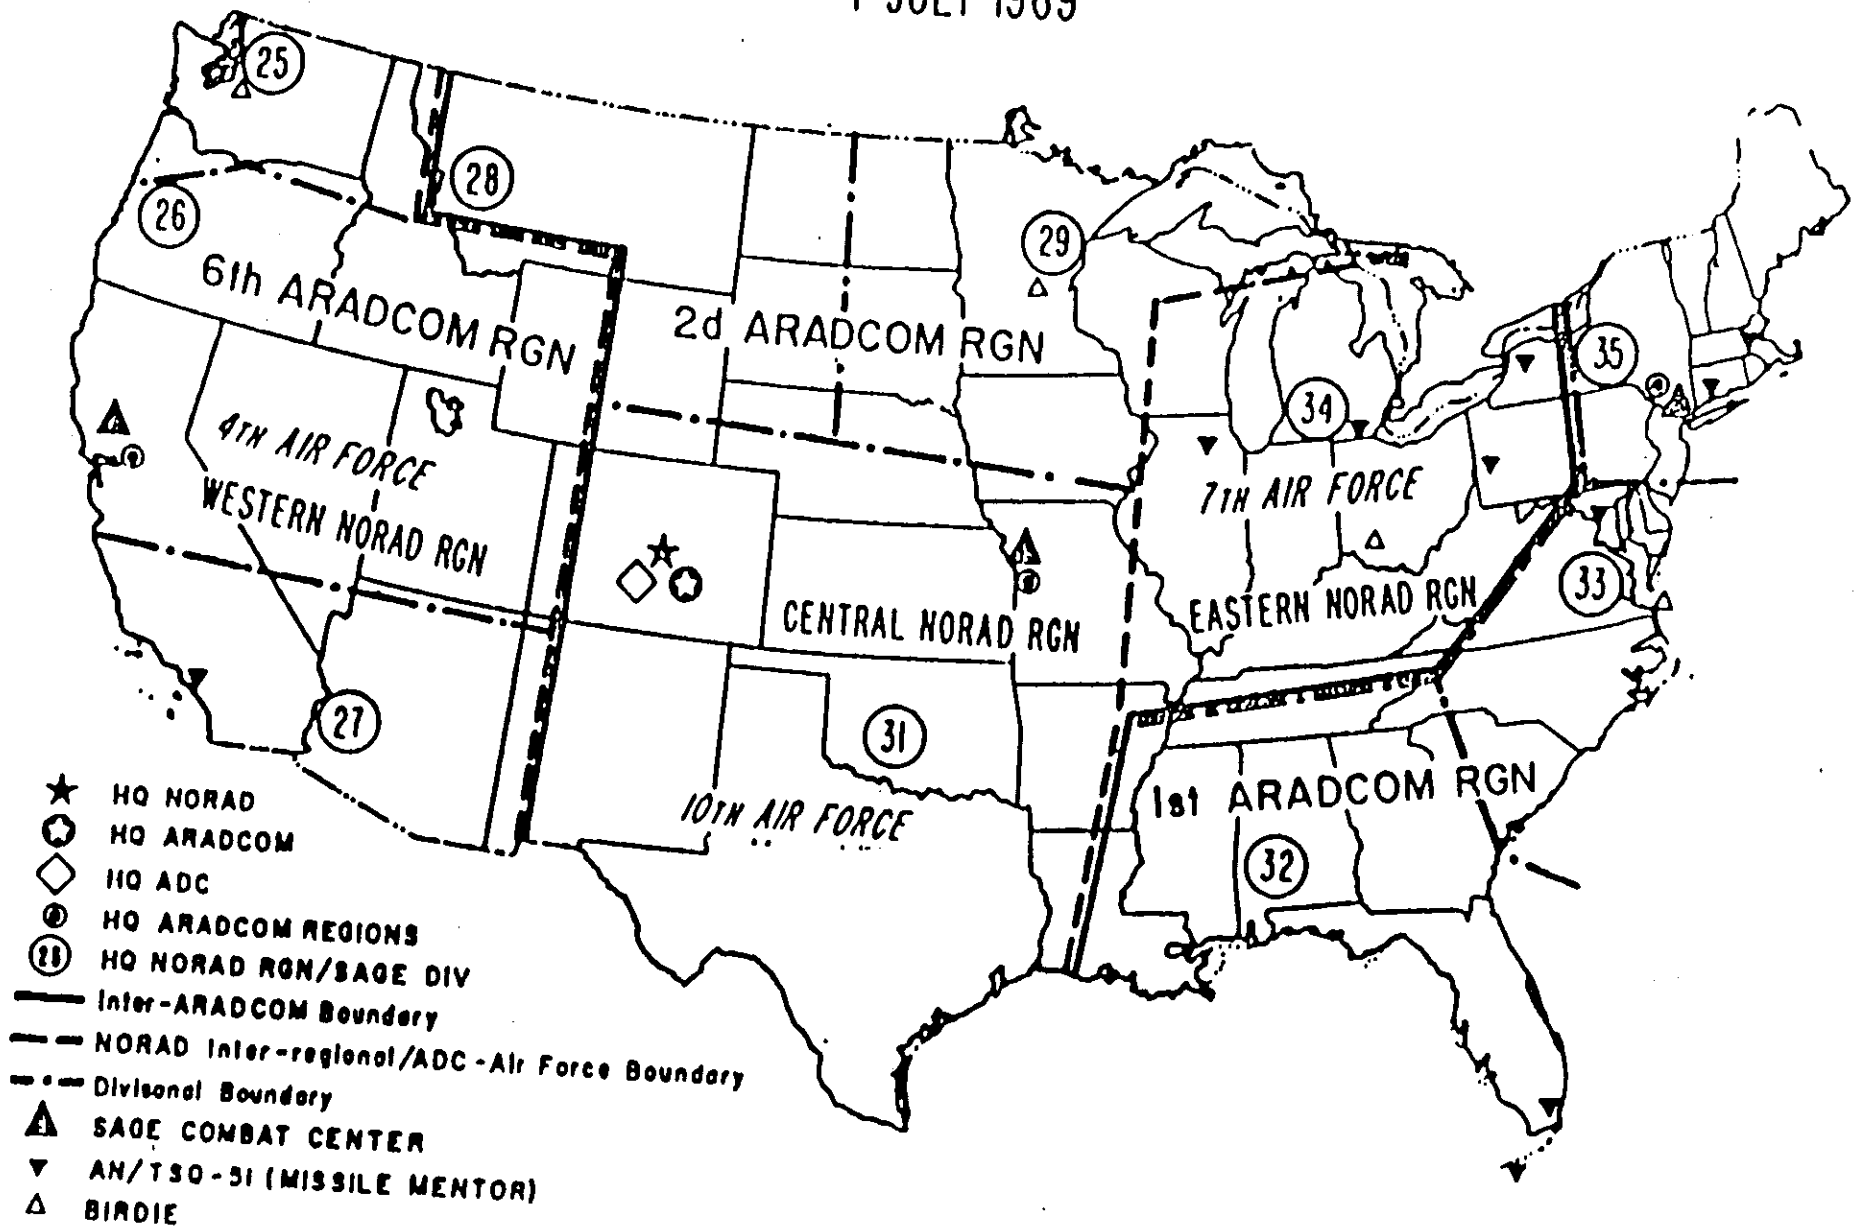 1 JULY 1969
25
28
26
29
6th ARADCOM RGN
2d ARADCOM RGN
35
34
4TH AIR FORCE
WESTERN NORAD RGN
7TH AIR FORCE
CENTRAL NORAD RGN
EASTERN NORAD RGN
33
27
31
10TH AIR FORCE
1st ARADCOM RGN
32
HQ NORAD
HQ ARADCOM
HQ ADC
HQ ARADCOM REGIONS
28 HQ NORAD RGN/SAGE DIV
Inter-ARADCOM Boundary
NORAD Inter-regional/ADC-Air Force Boundary
Divisonal Boundary
SAGE COMBAT CENTER
AN/TSQ-51 (MISSILE MENTOR)
BIRDIE